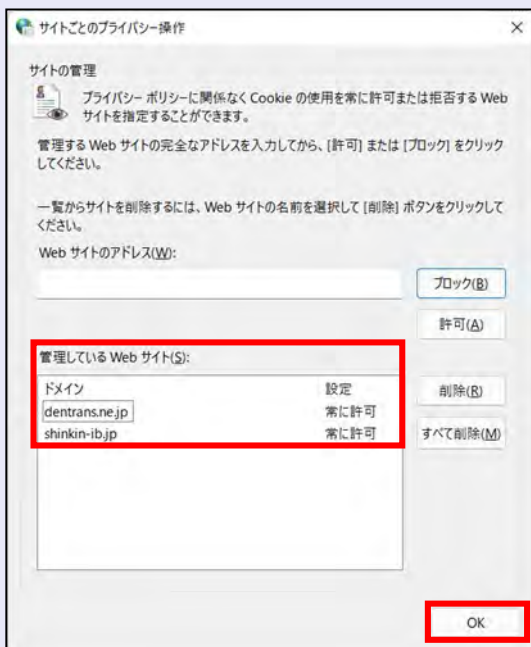 サイトごとのプライバシー操作
サイトの管理
プライバシー ポリシーに関係なく Cookie の使用を常に許可または拒否する Web
サイトを指定することができます。
管理する Web サイトの完全なアドレスを入力してから、[許可] または [ブロック] をクリック
してください。
一覧からサイトを削除するには、Web サイトの名前を選択して [削除] ボタンをクリックして
ください。
Web サイトのアドレス(W):
ブロック(B)
許可(A)
管理している Web サイト(S):
ドメイン 設定
削除(R)
dentrans.ne.jp 常に許可
shinkin-ib.jp 常に許可
すべて削除(M)
OK